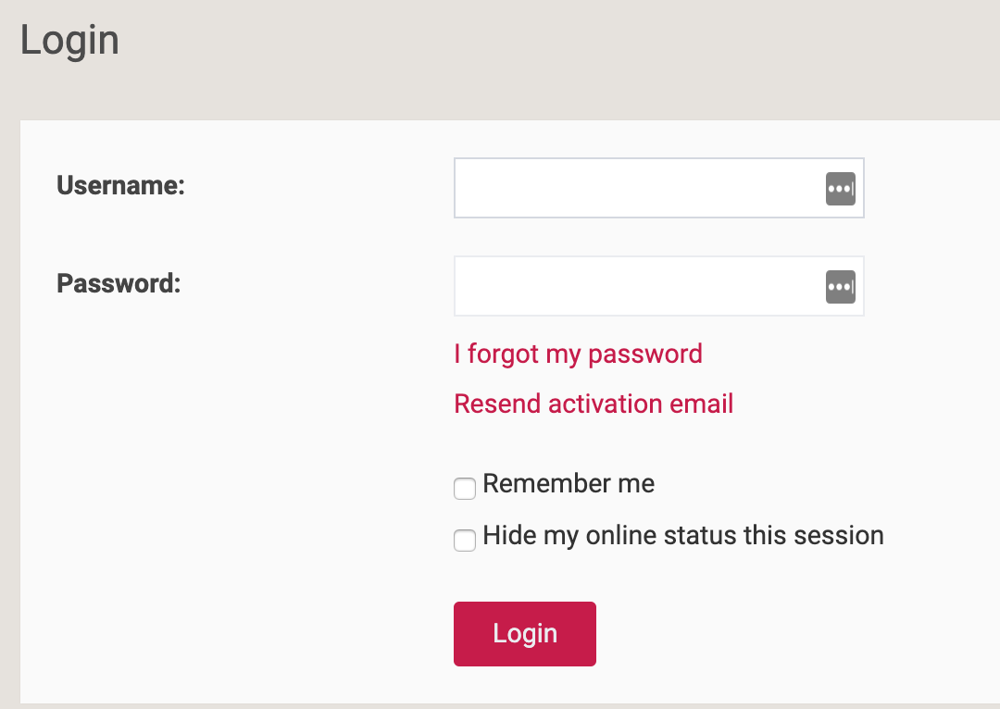 Login
Username:
Password:
I forgot my password
Resend activation email
Remember me
Hide my online status this session
Login